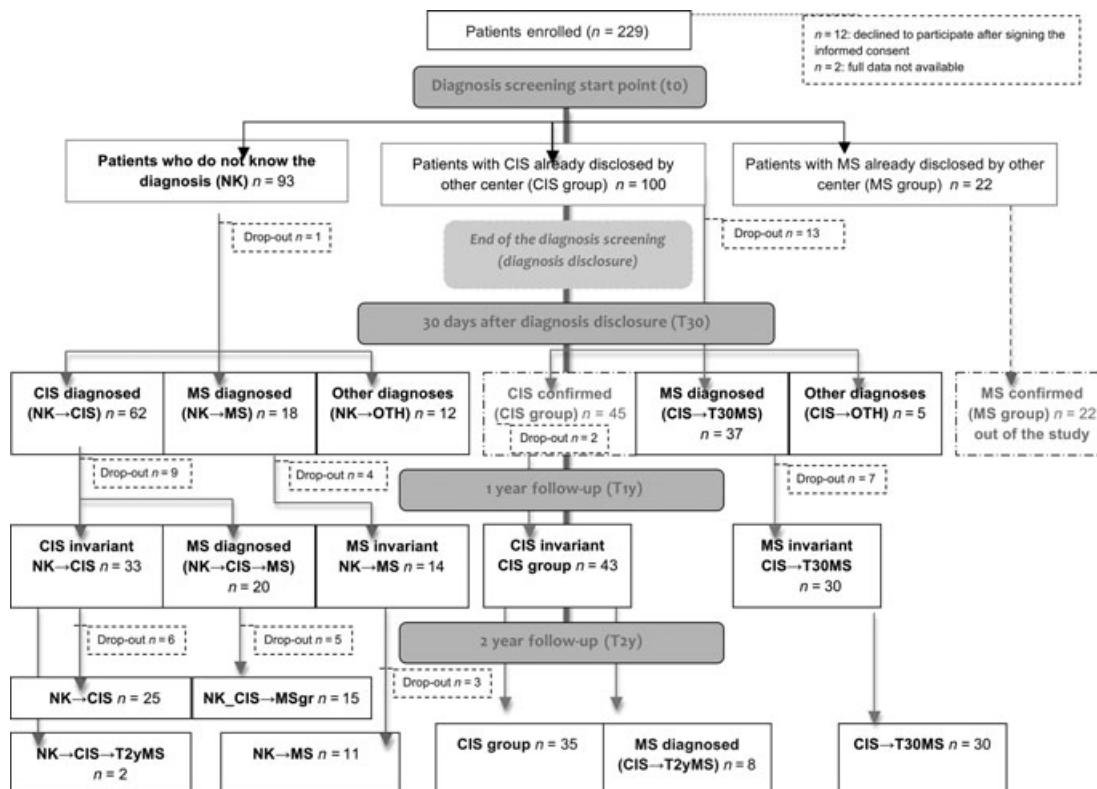 Patients enrolled (n = 229)
n = 12: declined to participate after signing the
informed consent
n = 2: full data not available
Diagnosis screening start point (t0)
Patients who do not know the
diagnosis (NK) n = 93
Patients with CIS already disclosed by
other center (CIS group) n = 100
Patients with MS already disclosed by other
center (MS group) n = 22
Drop-out n = 1
End of the diagnosis screening
(diagnosis disclosure)
Drop-out n = 13
30 days after diagnosis disclosure (T30)
CIS diagnosed
(NK→CIS) n = 62
MS diagnosed
(NK→MS) n = 18
Other diagnoses
(NK→OTH) n = 12
CIS confirmed
(CIS group) n = 45
MS diagnosed
(CIS→T30MS)
n = 37
Other diagnoses
(CIS→OTH) n = 5
MS confirmed
(MS group) n = 22
out of the study
Drop-out n = 9
Drop-out n = 4
Drop-out n = 2
Drop-out n = 7
1 year follow-up (T1y)
CIS invariant
NK→CIS n = 33
MS diagnosed
(NK→CIS→MS)
n = 20
MS invariant
NK→MS n = 14
CIS invariant
CIS group n = 43
MS invariant
CIS→T30MS
n = 30
Drop-out n = 6
Drop-out n = 5
2 year follow-up (T2y)
Drop-out n = 3
NK→CIS n = 25
NK_CIS→MSgr n = 15
NK→CIS→T2yMS
n = 2
NK→MS n = 11
CIS group n = 35
MS diagnosed
(CIS→T2yMS) n = 8
CIS→T30MS n = 30